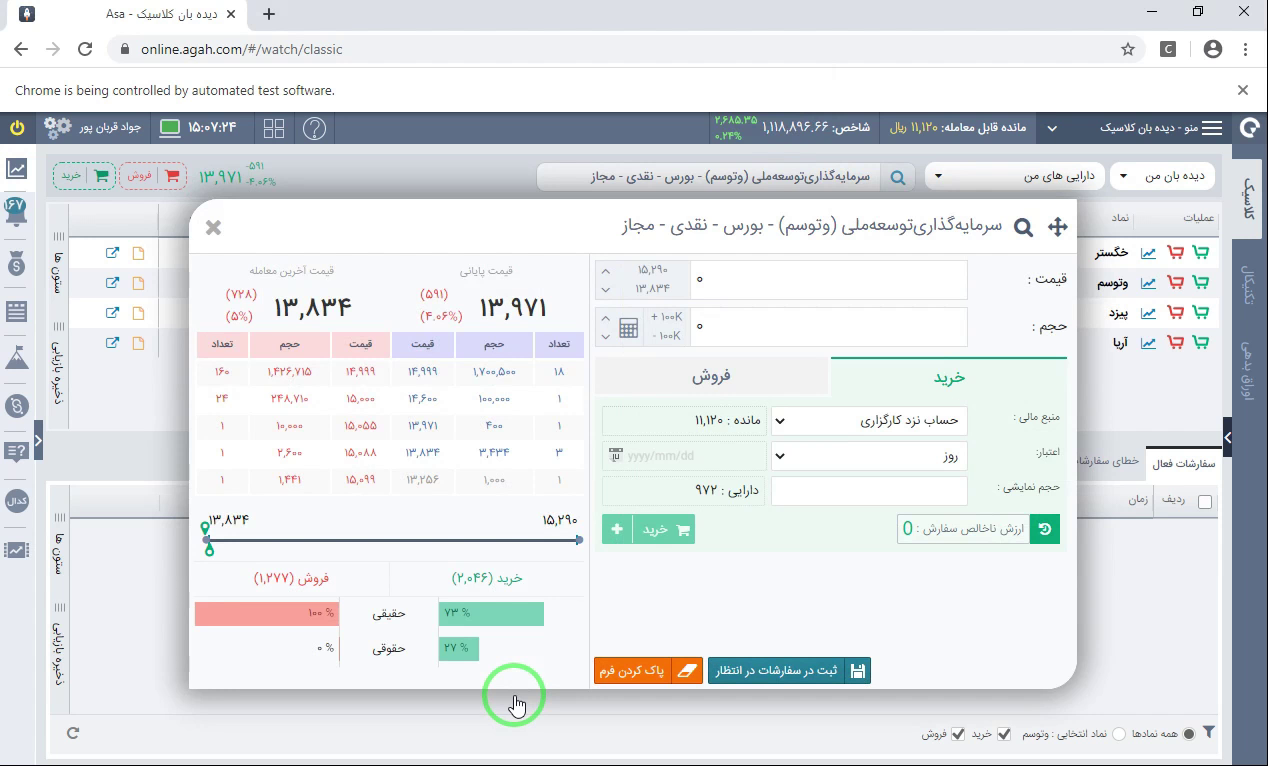 دیده بان کلاسیک - Asa
online.agah.com/#/watch/classic
Chrome is being controlled by automated test software.
منو - دیده بان کلاسیک
مانده قابل معامله: ۱۱,۱۲۰ ریال
شاخص: ۱,۱۱۸,۸۹۶.۶۶
۲,۶۸۵.۳۵
۰.۲۴%
۱۵:۰۷:۲۴
جواد قربان پور
دیده بان من
دارایی های من
سرمایه‌گذاری‌توسعه‌ملی (وتوسم) - بورس - نقدی - مجاز
۱۳,۹۷۱
-۵۹۱
-۴.۰۶%
فروش
خرید
کلاسیک
تکنیکال
اوراق بدهی
۱۶۷
کدال
عملیات
نماد
خگستر
وتوسم
پیزد
آریا
ستون ها
ذخیره بازیابی
سرمایه‌گذاری‌توسعه‌ملی (وتوسم) - بورس - نقدی - مجاز
قیمت :
۰
۱۵,۲۹۰
۱۳,۸۳۴
حجم :
۰
+ ۱۰۰K
- ۱۰۰K
خرید
فروش
منبع مالی :
حساب نزد کارگزاری
مانده : ۱۱,۱۲۰
اعتبار:
روز
yyyy/mm/dd
حجم نمایشی :
دارایی : ۹۷۲
ارزش ناخالص سفارش : 0
خرید
+
ثبت در سفارشات در انتظار
پاک کردن فرم
قیمت پایانی
قیمت آخرین معامله
۱۳,۹۷۱
(۵۹۱)
(۴.۰۶%)
۱۳,۸۳۴
(۷۲۸)
(۵%)
تعداد حجم قیمت قیمت حجم تعداد
۱۸ ۱,۷۰۰,۵۰۰ ۱۴,۹۹۹ ۱۴,۹۹۹ ۱,۴۲۶,۷۱۵ ۱۶۰
۱ ۱۰۰,۰۰۰ ۱۴,۶۰۰ ۱۵,۰۰۰ ۲۴۸,۷۱۰ ۲۴
۱ ۴۰۰ ۱۳,۹۷۱ ۱۵,۰۵۵ ۱۰,۰۰۰ ۱
۳ ۳,۴۳۴ ۱۳,۸۳۴ ۱۵,۰۸۸ ۲,۶۰۰ ۱
۱ ۱,۰۰۰ ۱۳,۲۵۶ ۱۵,۰۹۹ ۱,۴۴۱ ۱
۱۵,۲۹۰
۱۳,۸۳۴
خرید (۲,۰۴۶)
فروش (۱,۲۷۷)
۷۳ % حقیقی ۱۰۰ %
۲۷ % حقوقی ۰ %
سفارشات فعال
خطای سفارشات
ردیف
زمان
ستون ها
ذخیره بازیابی
همه نمادها
نماد انتخابی : وتوسم
خرید
فروش